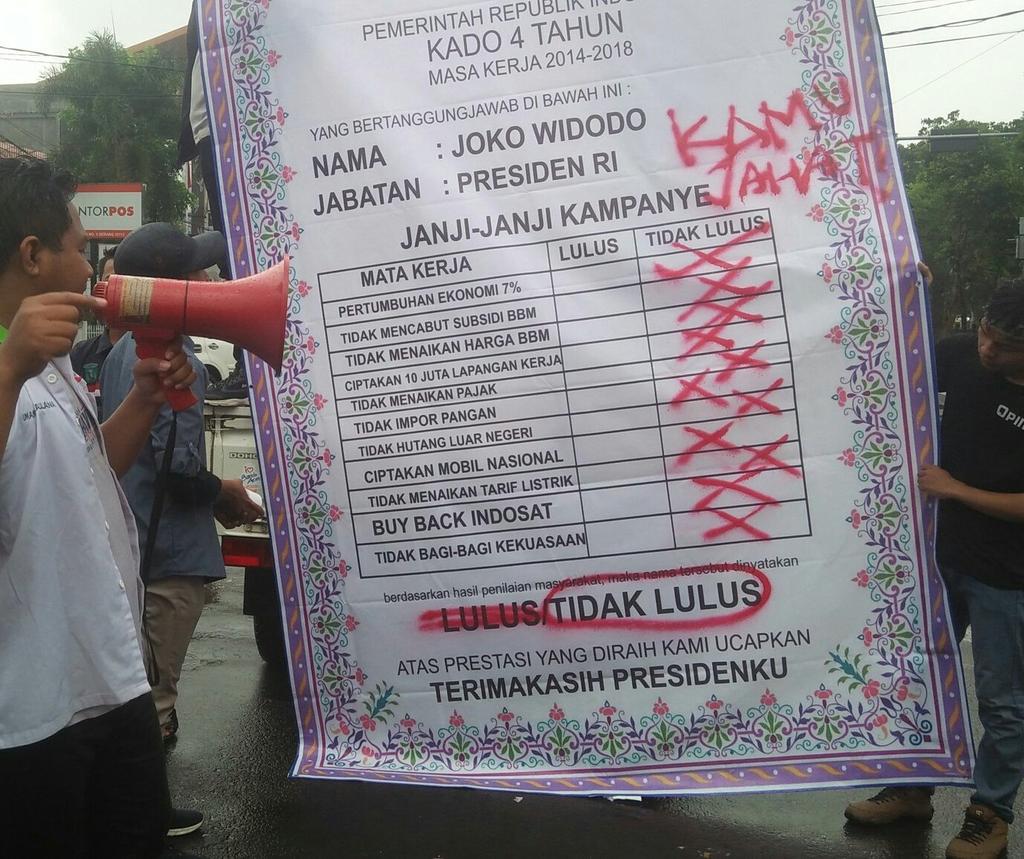 PEMERINTAH REPUBLIK INDO
KADO 4 TAHUN
MASA KERJA 2014-2018
YANG BERTANGGUNGJAWAB DI BAWAH INI :
NAMA : JOKO WIDODO
JABATAN : PRESIDEN RI
KAMU
JAHAT
JANJI-JANJI KAMPANYE
MATA KERJA LULUS TIDAK LULUS
PERTUMBUHAN EKONOMI 7%
TIDAK MENCABUT SUBSIDI BBM
TIDAK MENAIKAN HARGA BBM
CIPTAKAN 10 JUTA LAPANGAN KERJA
TIDAK MENAIKAN PAJAK
TIDAK IMPOR PANGAN
TIDAK HUTANG LUAR NEGERI
CIPTAKAN MOBIL NASIONAL
TIDAK MENAIKAN TARIF LISTRIK
BUY BACK INDOSAT
TIDAK BAGI-BAGI KEKUASAAN
berdasarkan hasil penilaian masyarakat, maka nama tersebut dinyatakan
LULUS/TIDAK LULUS
ATAS PRESTASI YANG DIRAIH KAMI UCAPKAN
TERIMAKASIH PRESIDENKU
NTORPOS